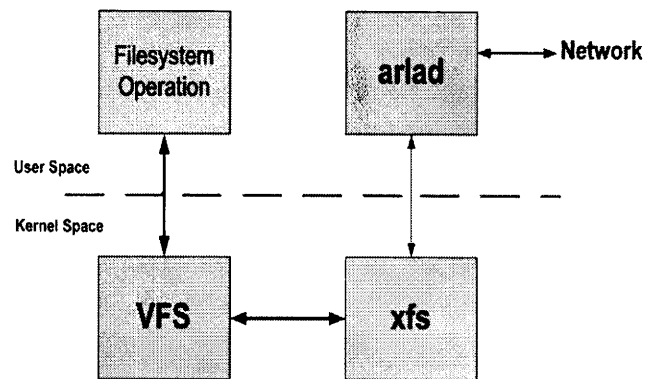 Filesystem
Operation
arlad
Network
User Space
Kernel Space
VFS
xfs